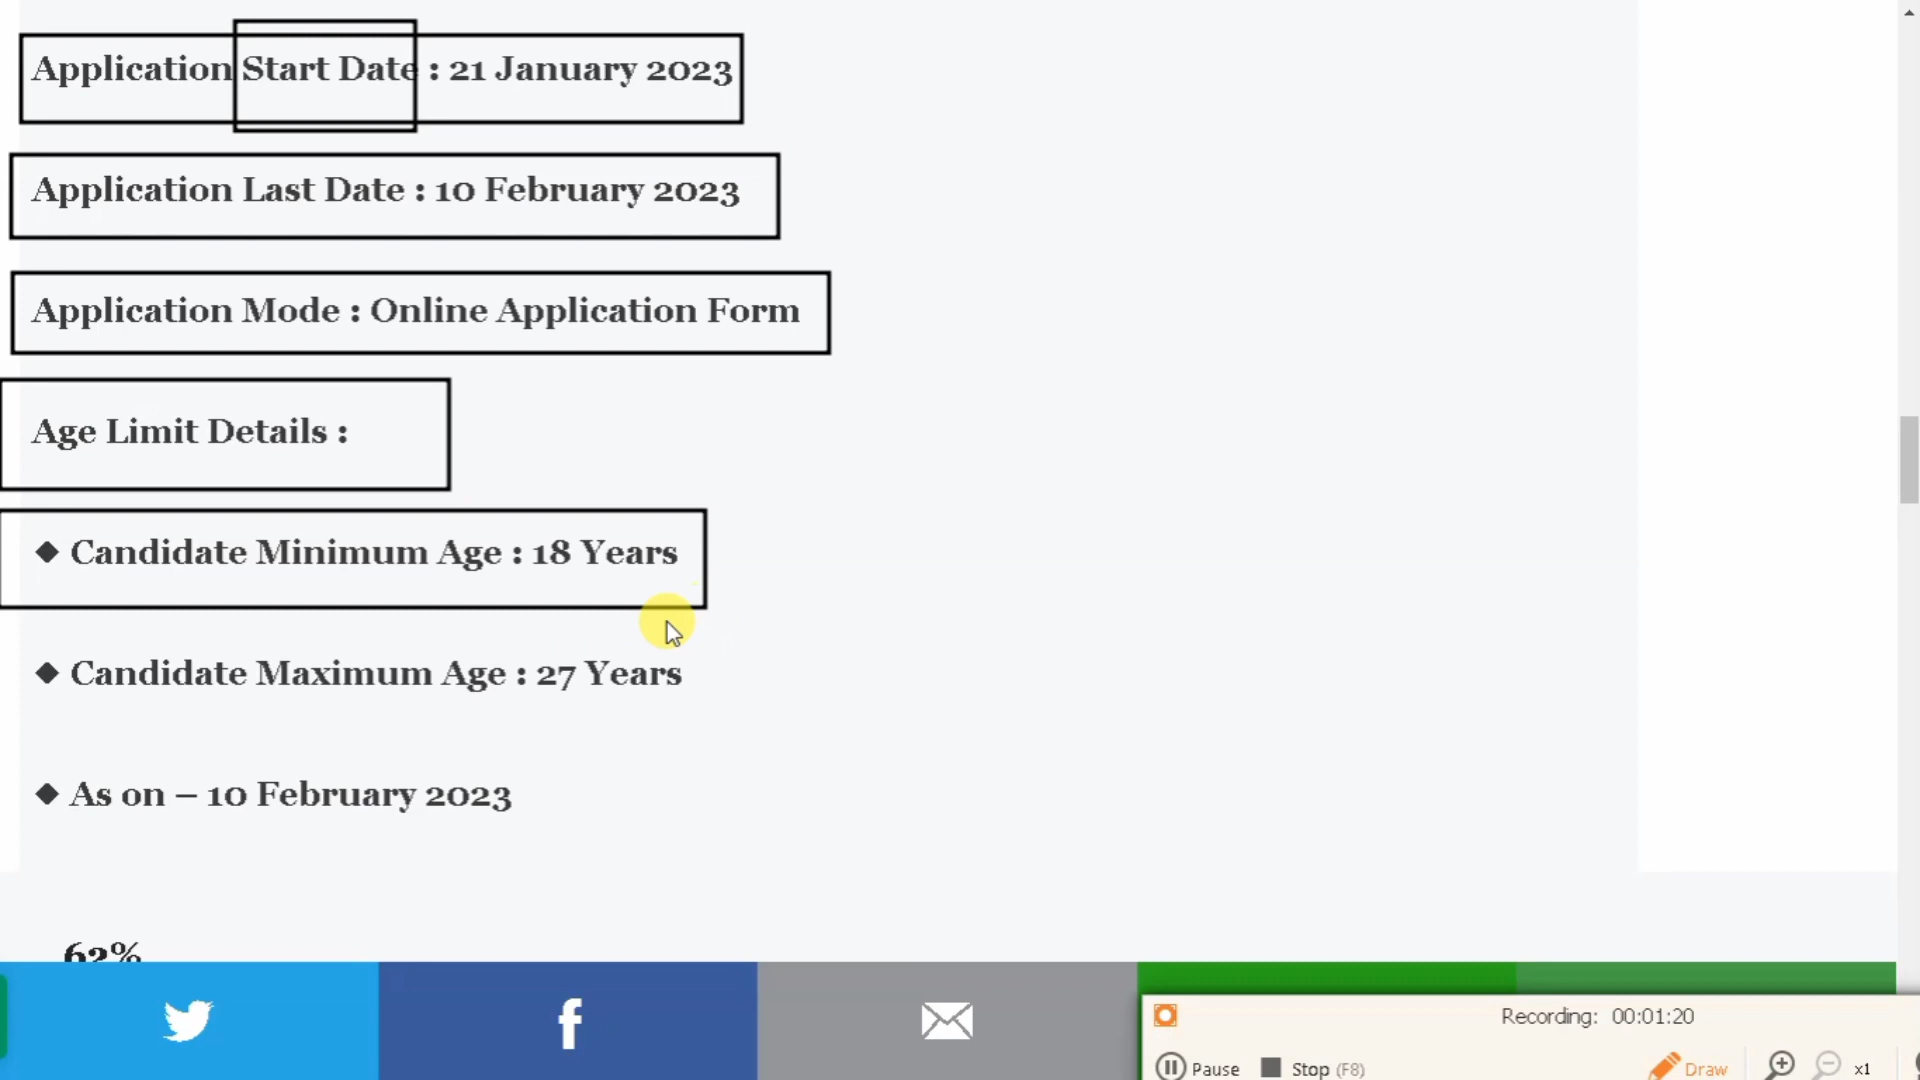 Application Start Date : 21 January 2023
Application Last Date : 10 February 2023
Application Mode : Online Application Form
Age Limit Details :
◆ Candidate Minimum Age : 18 Years
◆ Candidate Maximum Age : 27 Years
◆ As on – 10 February 2023
62%
Recording: 00:01:20
Pause Stop (F8) Draw x1